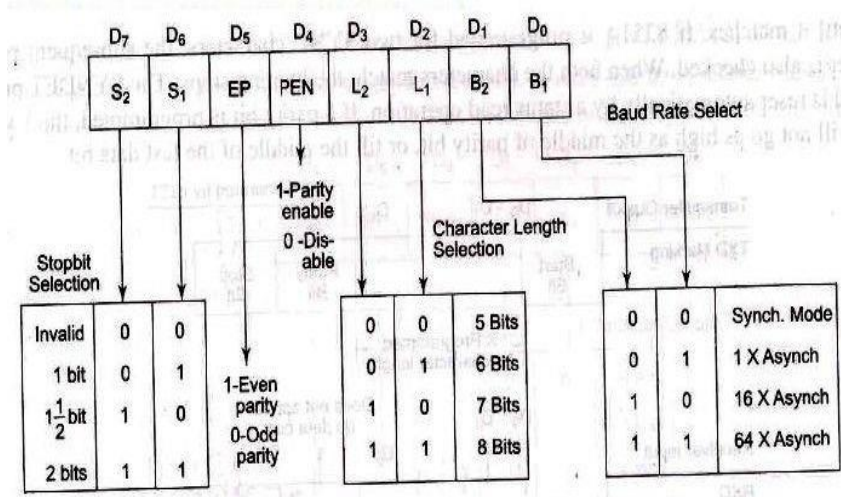 D7 D6 D5 D4 D3 D2 D1 D0
S2 S1 EP PEN L2 L1 B2 B1
Baud Rate Select
1-Parity
enable
0 -Dis-
able
Character Length
Selection
Stopbit
Selection
Invalid 0 0
1 bit 0 1
1 1/2 bit 1 0
2 bits 1 1
1-Even
parity
0-Odd
parity
0 0 5 Bits
0 1 6 Bits
1 0 7 Bits
1 1 8 Bits
0 0 Synch. Mode
0 1 1 X Asynch
1 0 16 X Asynch
1 1 64 X Asynch